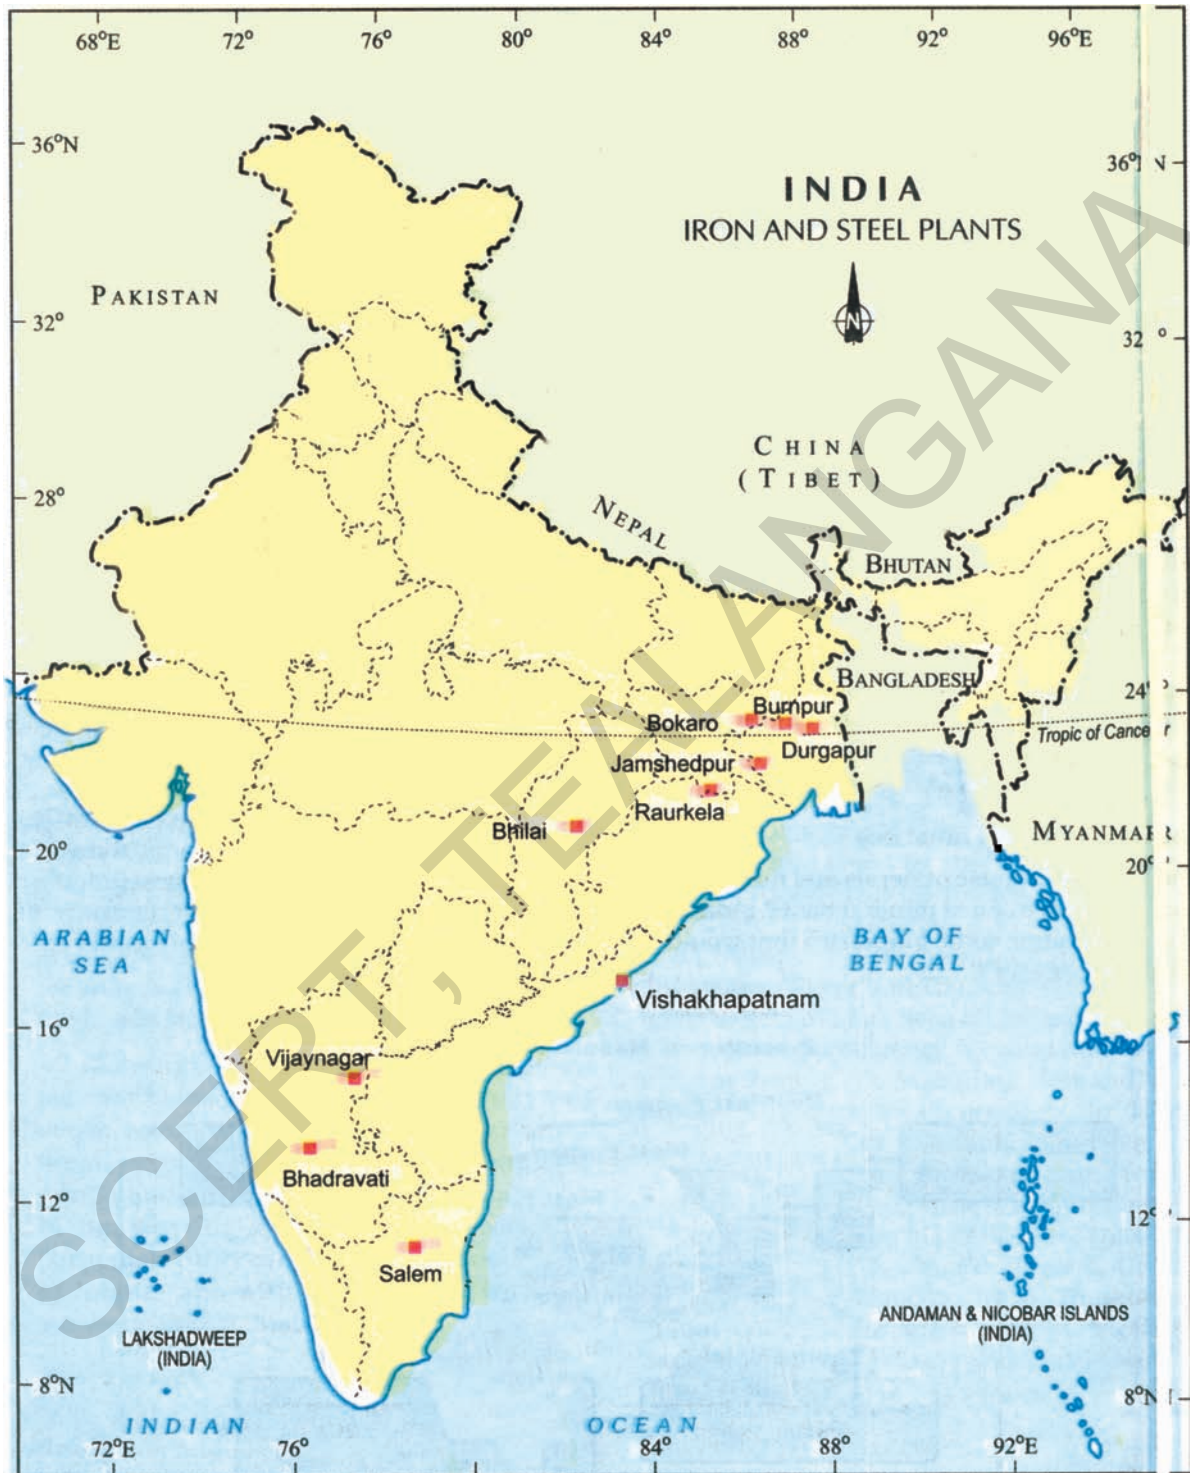 68°E 72° 76° 80° 84° 88° 92° 96°E
36°N
36° N
INDIA
IRON AND STEEL PLANTS
N
PAKISTAN
32°
32 °
CHINA
(TIBET)
28°
NEPAL
BHUTAN
BANGLADESH
24°
Burnpur
Bokaro
Tropic of Cancer
Durgapur
Jamshedpur
Raurkela
Bhilai
MYANMAR
20°
20°
ARABIAN
SEA
BAY OF
BENGAL
Vishakhapatnam
16°
Vijaynagar
Bhadravati
12°
12°
Salem
LAKSHADWEEP
(INDIA)
ANDAMAN & NICOBAR ISLANDS
(INDIA)
8°N
8°N
INDIAN OCEAN
72°E 76° 84° 88° 92°E
SCERT, TEALANGANA